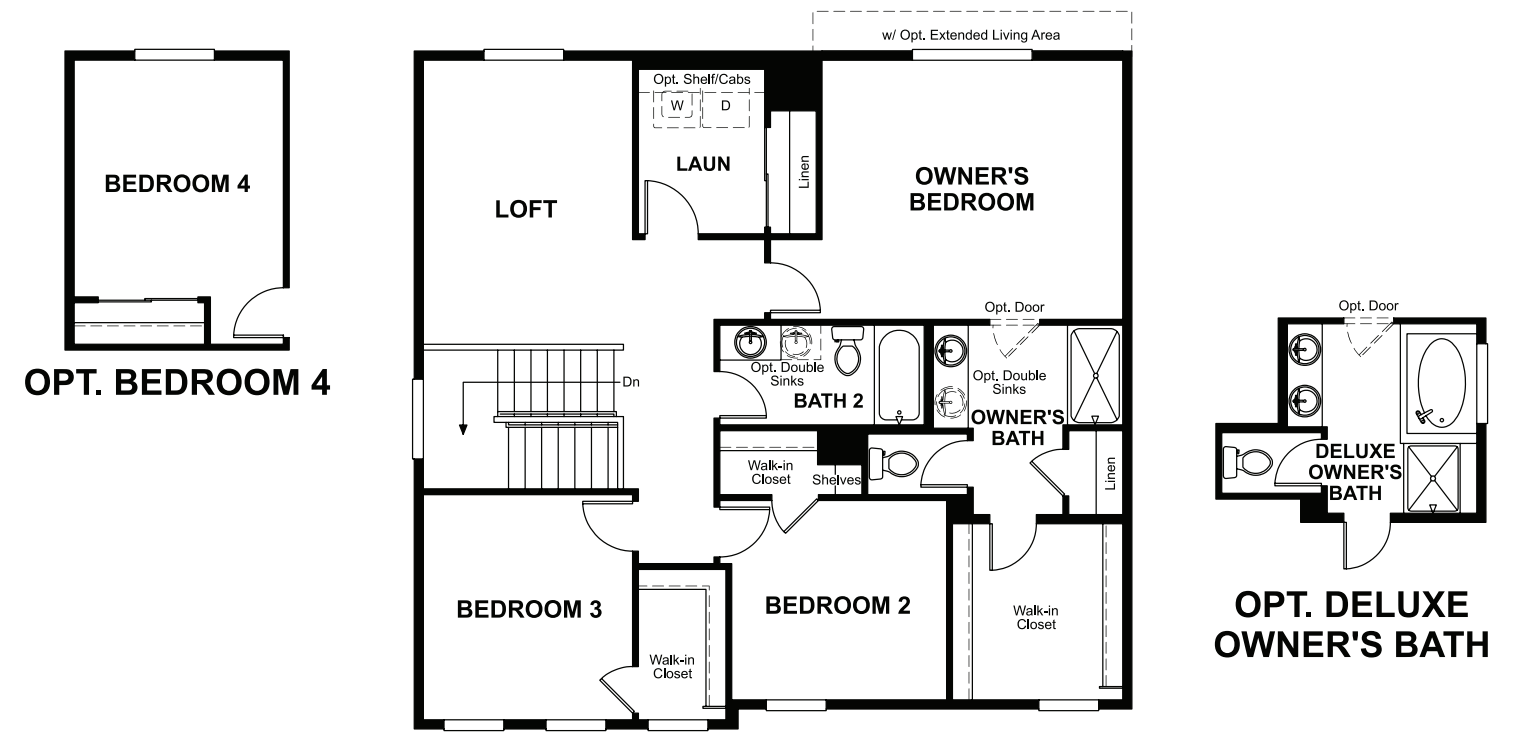 BEDROOM 4
OPT. BEDROOM 4
w/ Opt. Extended Living Area
Opt. Shelf/Cabs
W
D
LAUN
Linen
LOFT
OWNER'S
BEDROOM
Opt. Door
Dn
Opt. Double
Sinks
BATH 2
Opt. Double
Sinks
OWNER'S
BATH
Walk-in
Closet
Shelves
Linen
BEDROOM 3
Walk-in
Closet
BEDROOM 2
Walk-in
Closet
Opt. Door
DELUXE
OWNER'S
BATH
OPT. DELUXE
OWNER'S BATH